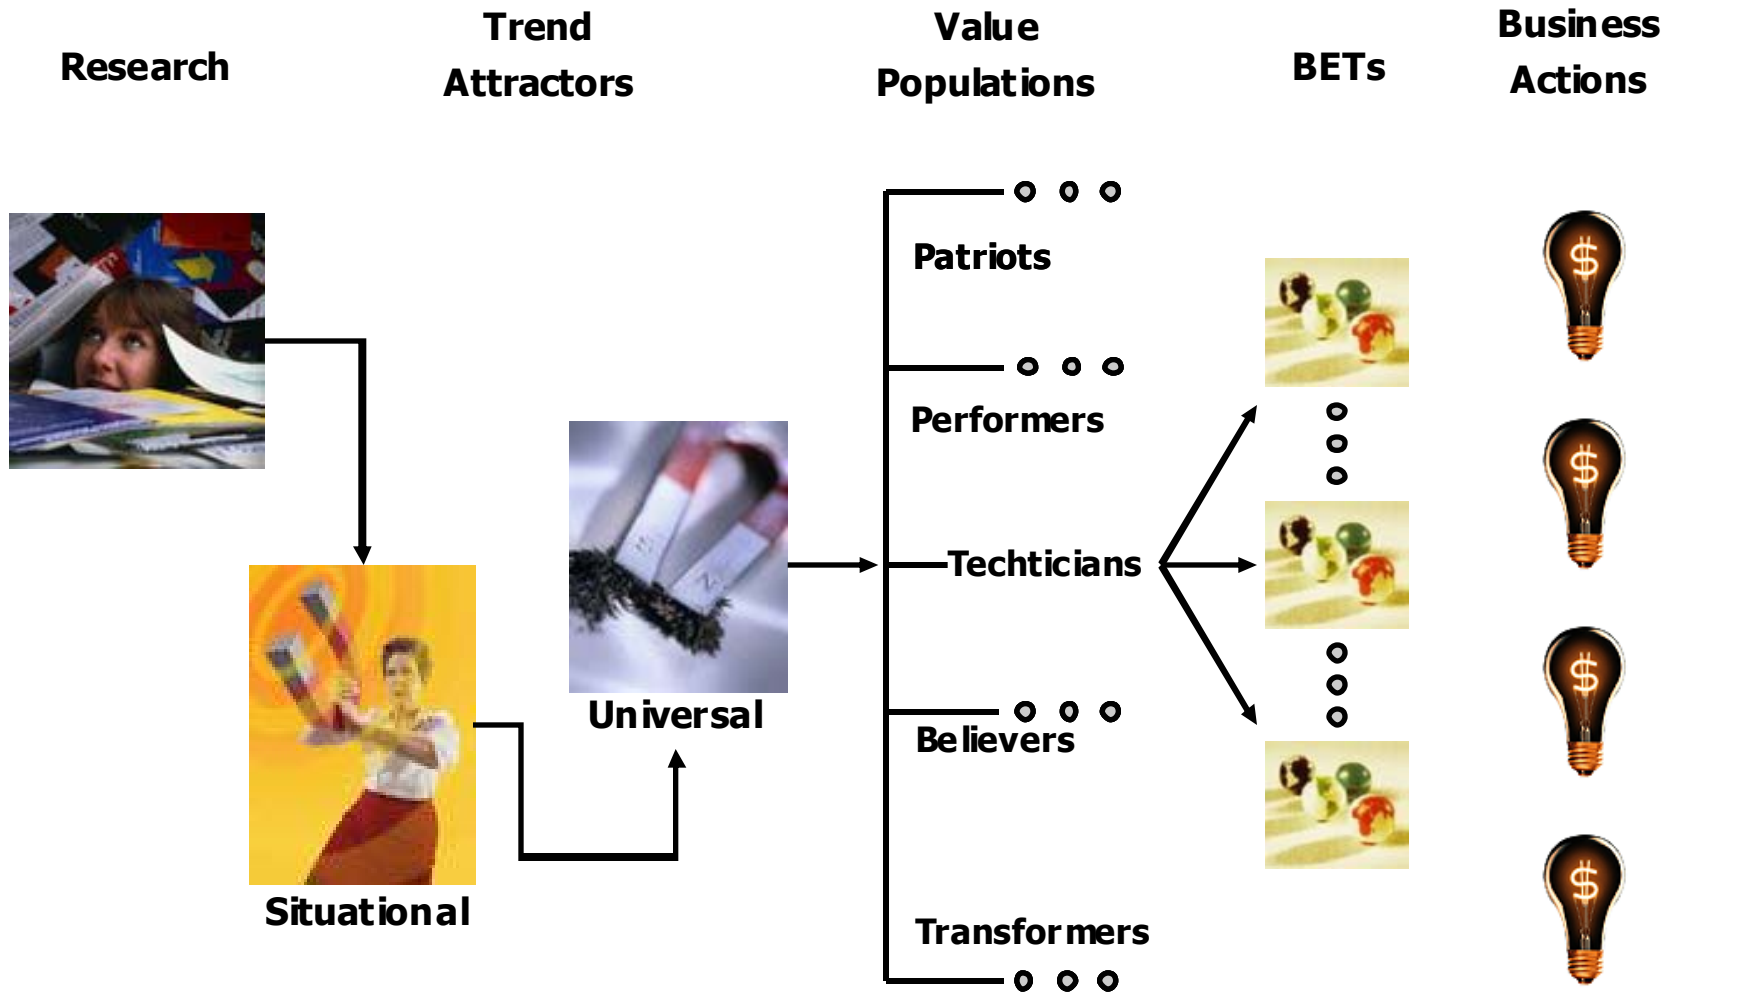 Research
Trend
Attractors
Value
Populations
BETs
Business
Actions
Patriots
Performers
Techticians
Believers
Transformers
Universal
Situational
$
$
$
$